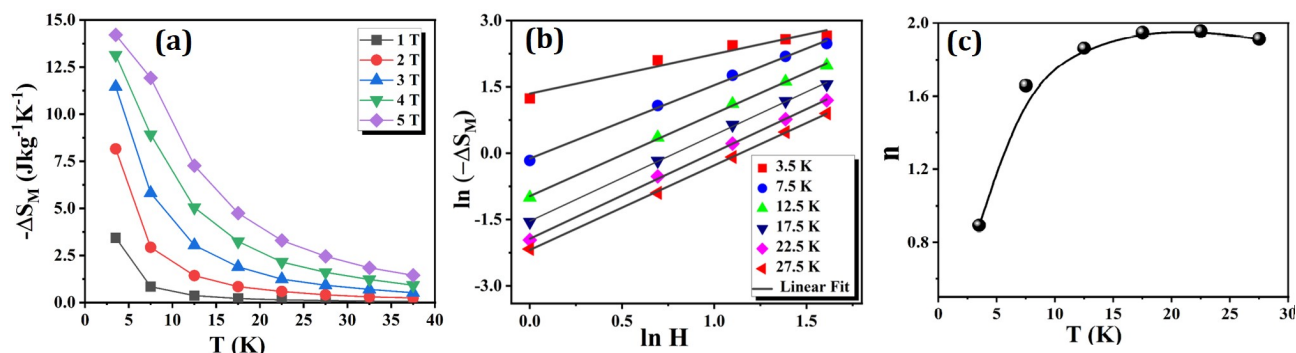 (a)
15.0
12.5
10.0
7.5
5.0
2.5
0.0
-ΔS_M (Jkg⁻¹K⁻¹)
1 T
2 T
3 T
4 T
5 T
0 5 10 15 20 25 30 35 40
T (K)
(b)
3.0
1.5
0.0
-1.5
-3.0
ln (−ΔS_M)
3.5 K
7.5 K
12.5 K
17.5 K
22.5 K
27.5 K
Linear Fit
0.0 0.5 1.0 1.5
ln H
(c)
2.0
1.6
1.2
0.8
n
0 5 10 15 20 25 30
T (K)